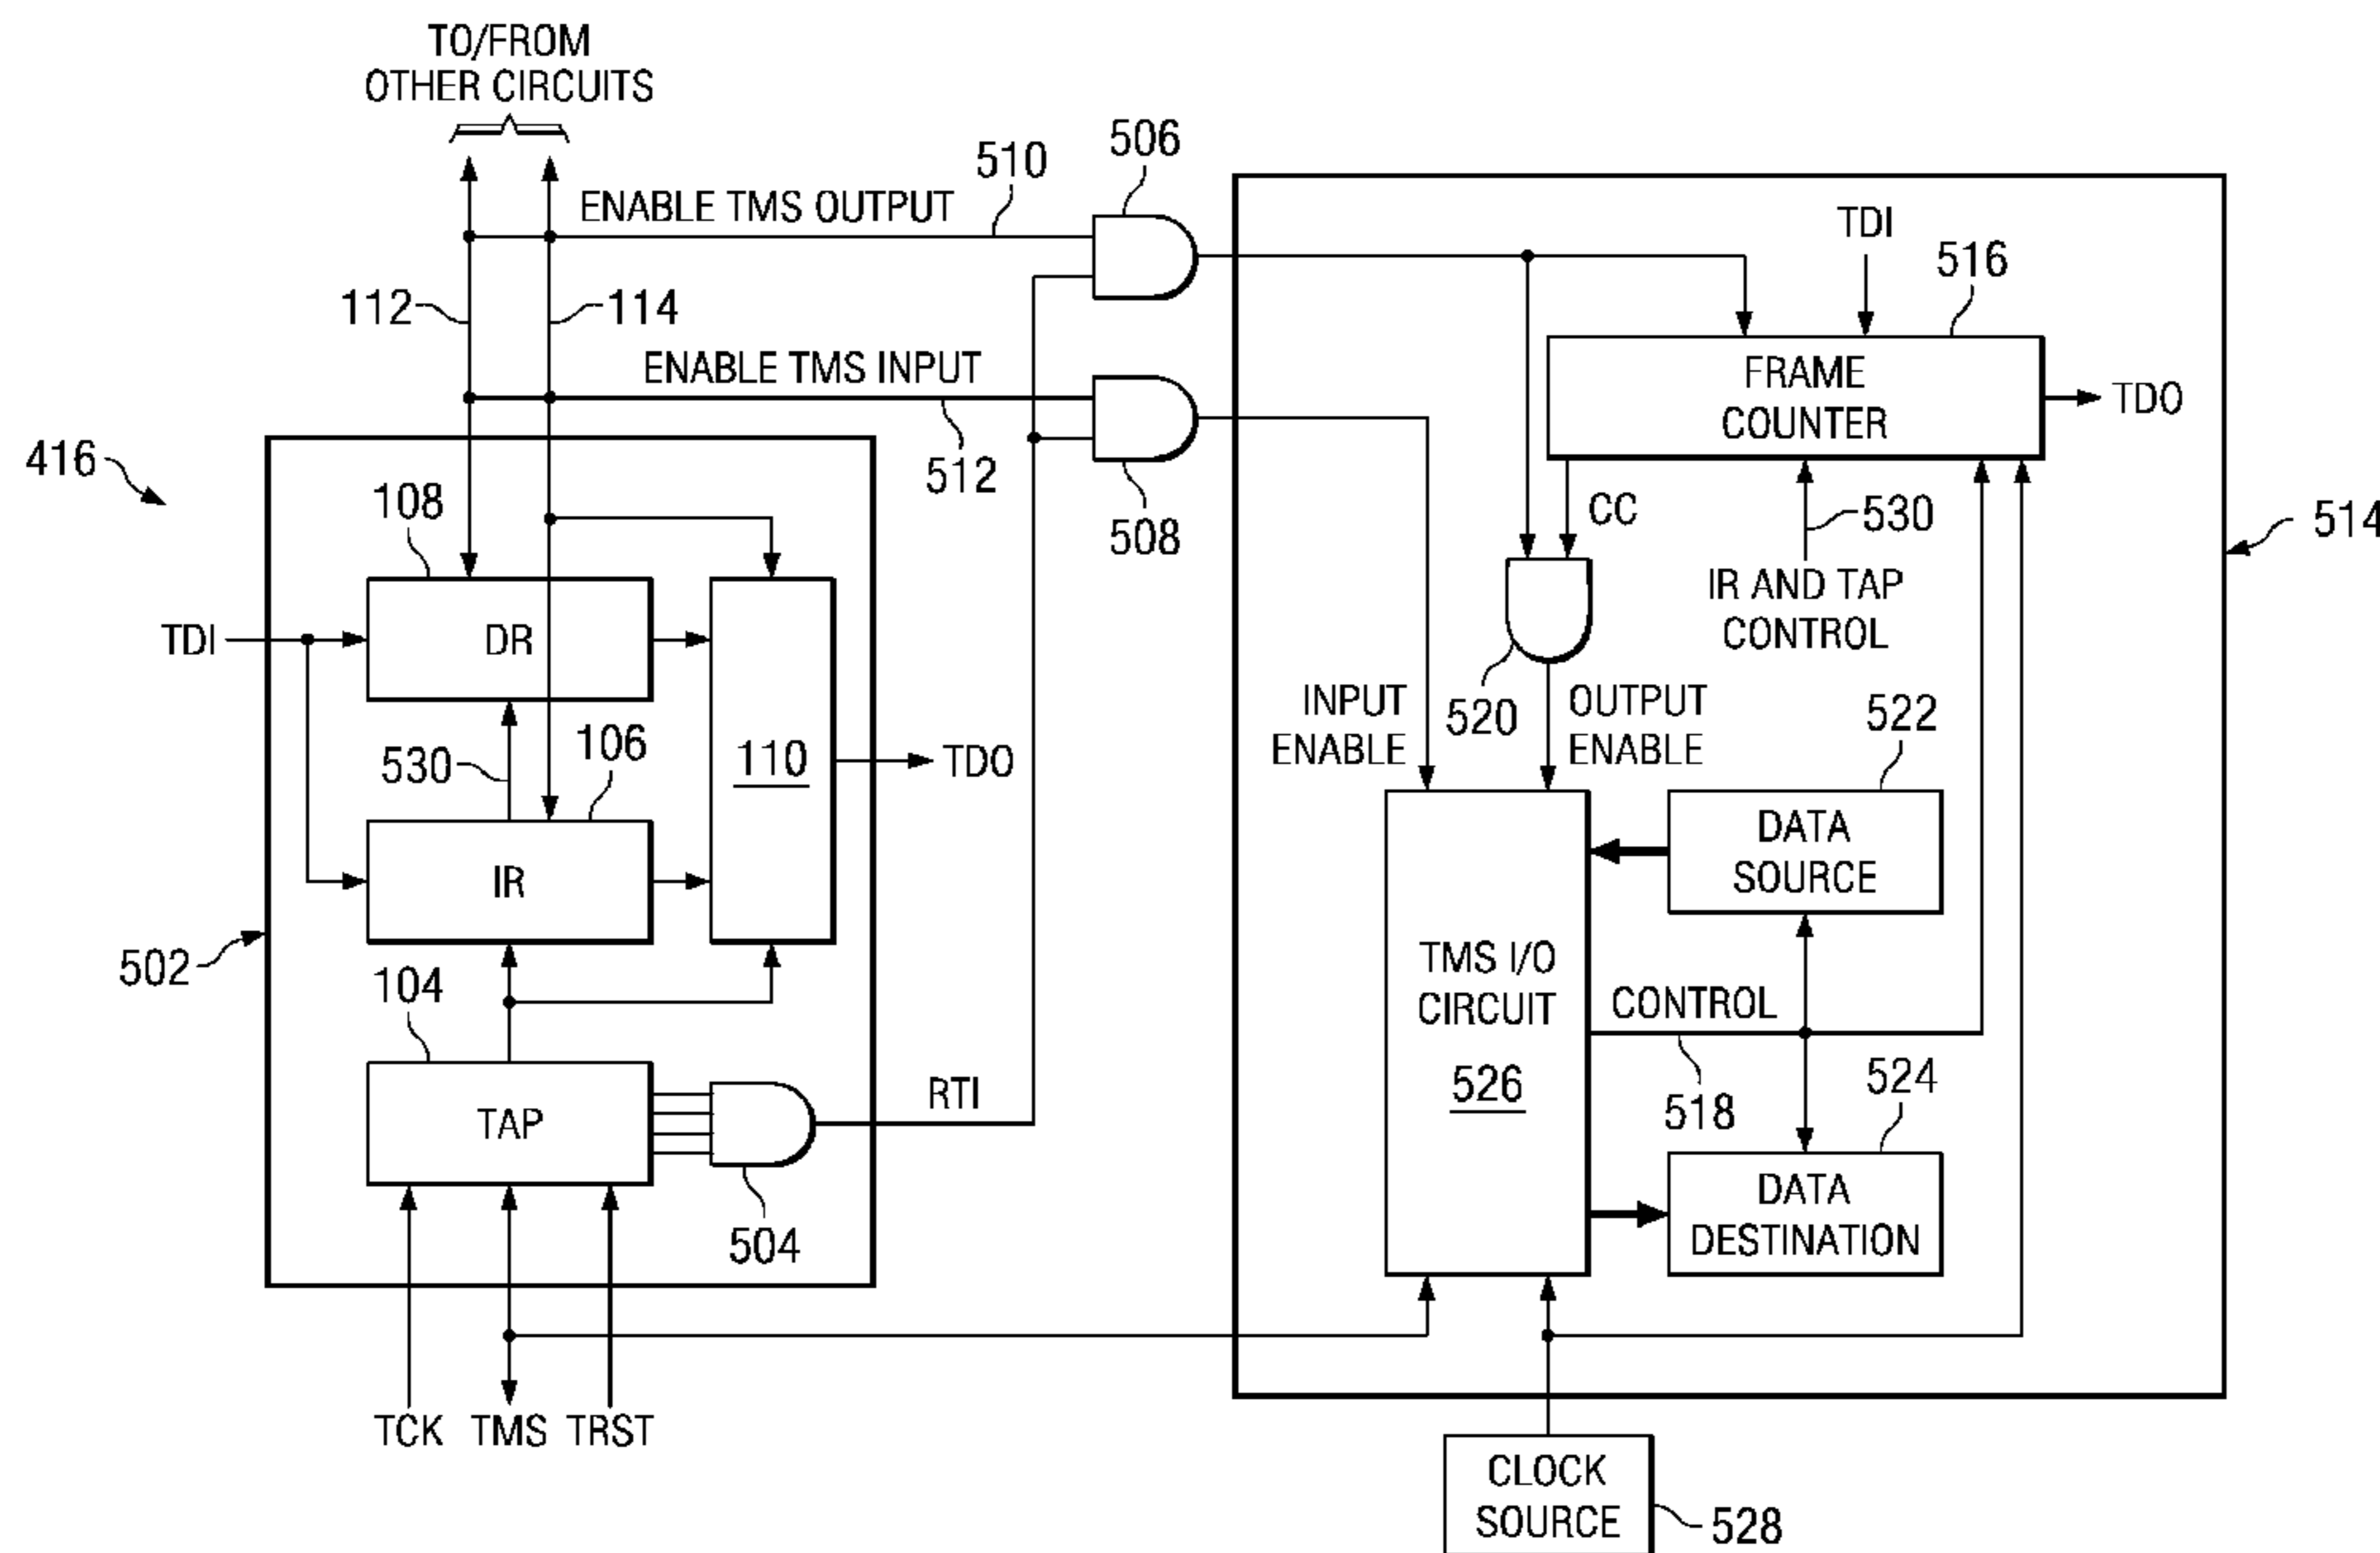 TO/FROM
OTHER CIRCUITS
506
510
ENABLE TMS OUTPUT
TDI
516
112
114
ENABLE TMS INPUT
FRAME
COUNTER
TDO
416
512
108
508
CC
530
514
IR AND TAP
CONTROL
TDI
DR
INPUT
ENABLE
520
OUTPUT
ENABLE
522
530
106
110
TDO
DATA
SOURCE
IR
502
104
TMS I/O
CIRCUIT
526
CONTROL
518
524
TAP
RTI
DATA
DESTINATION
504
TCK
TMS
TRST
CLOCK
SOURCE
528